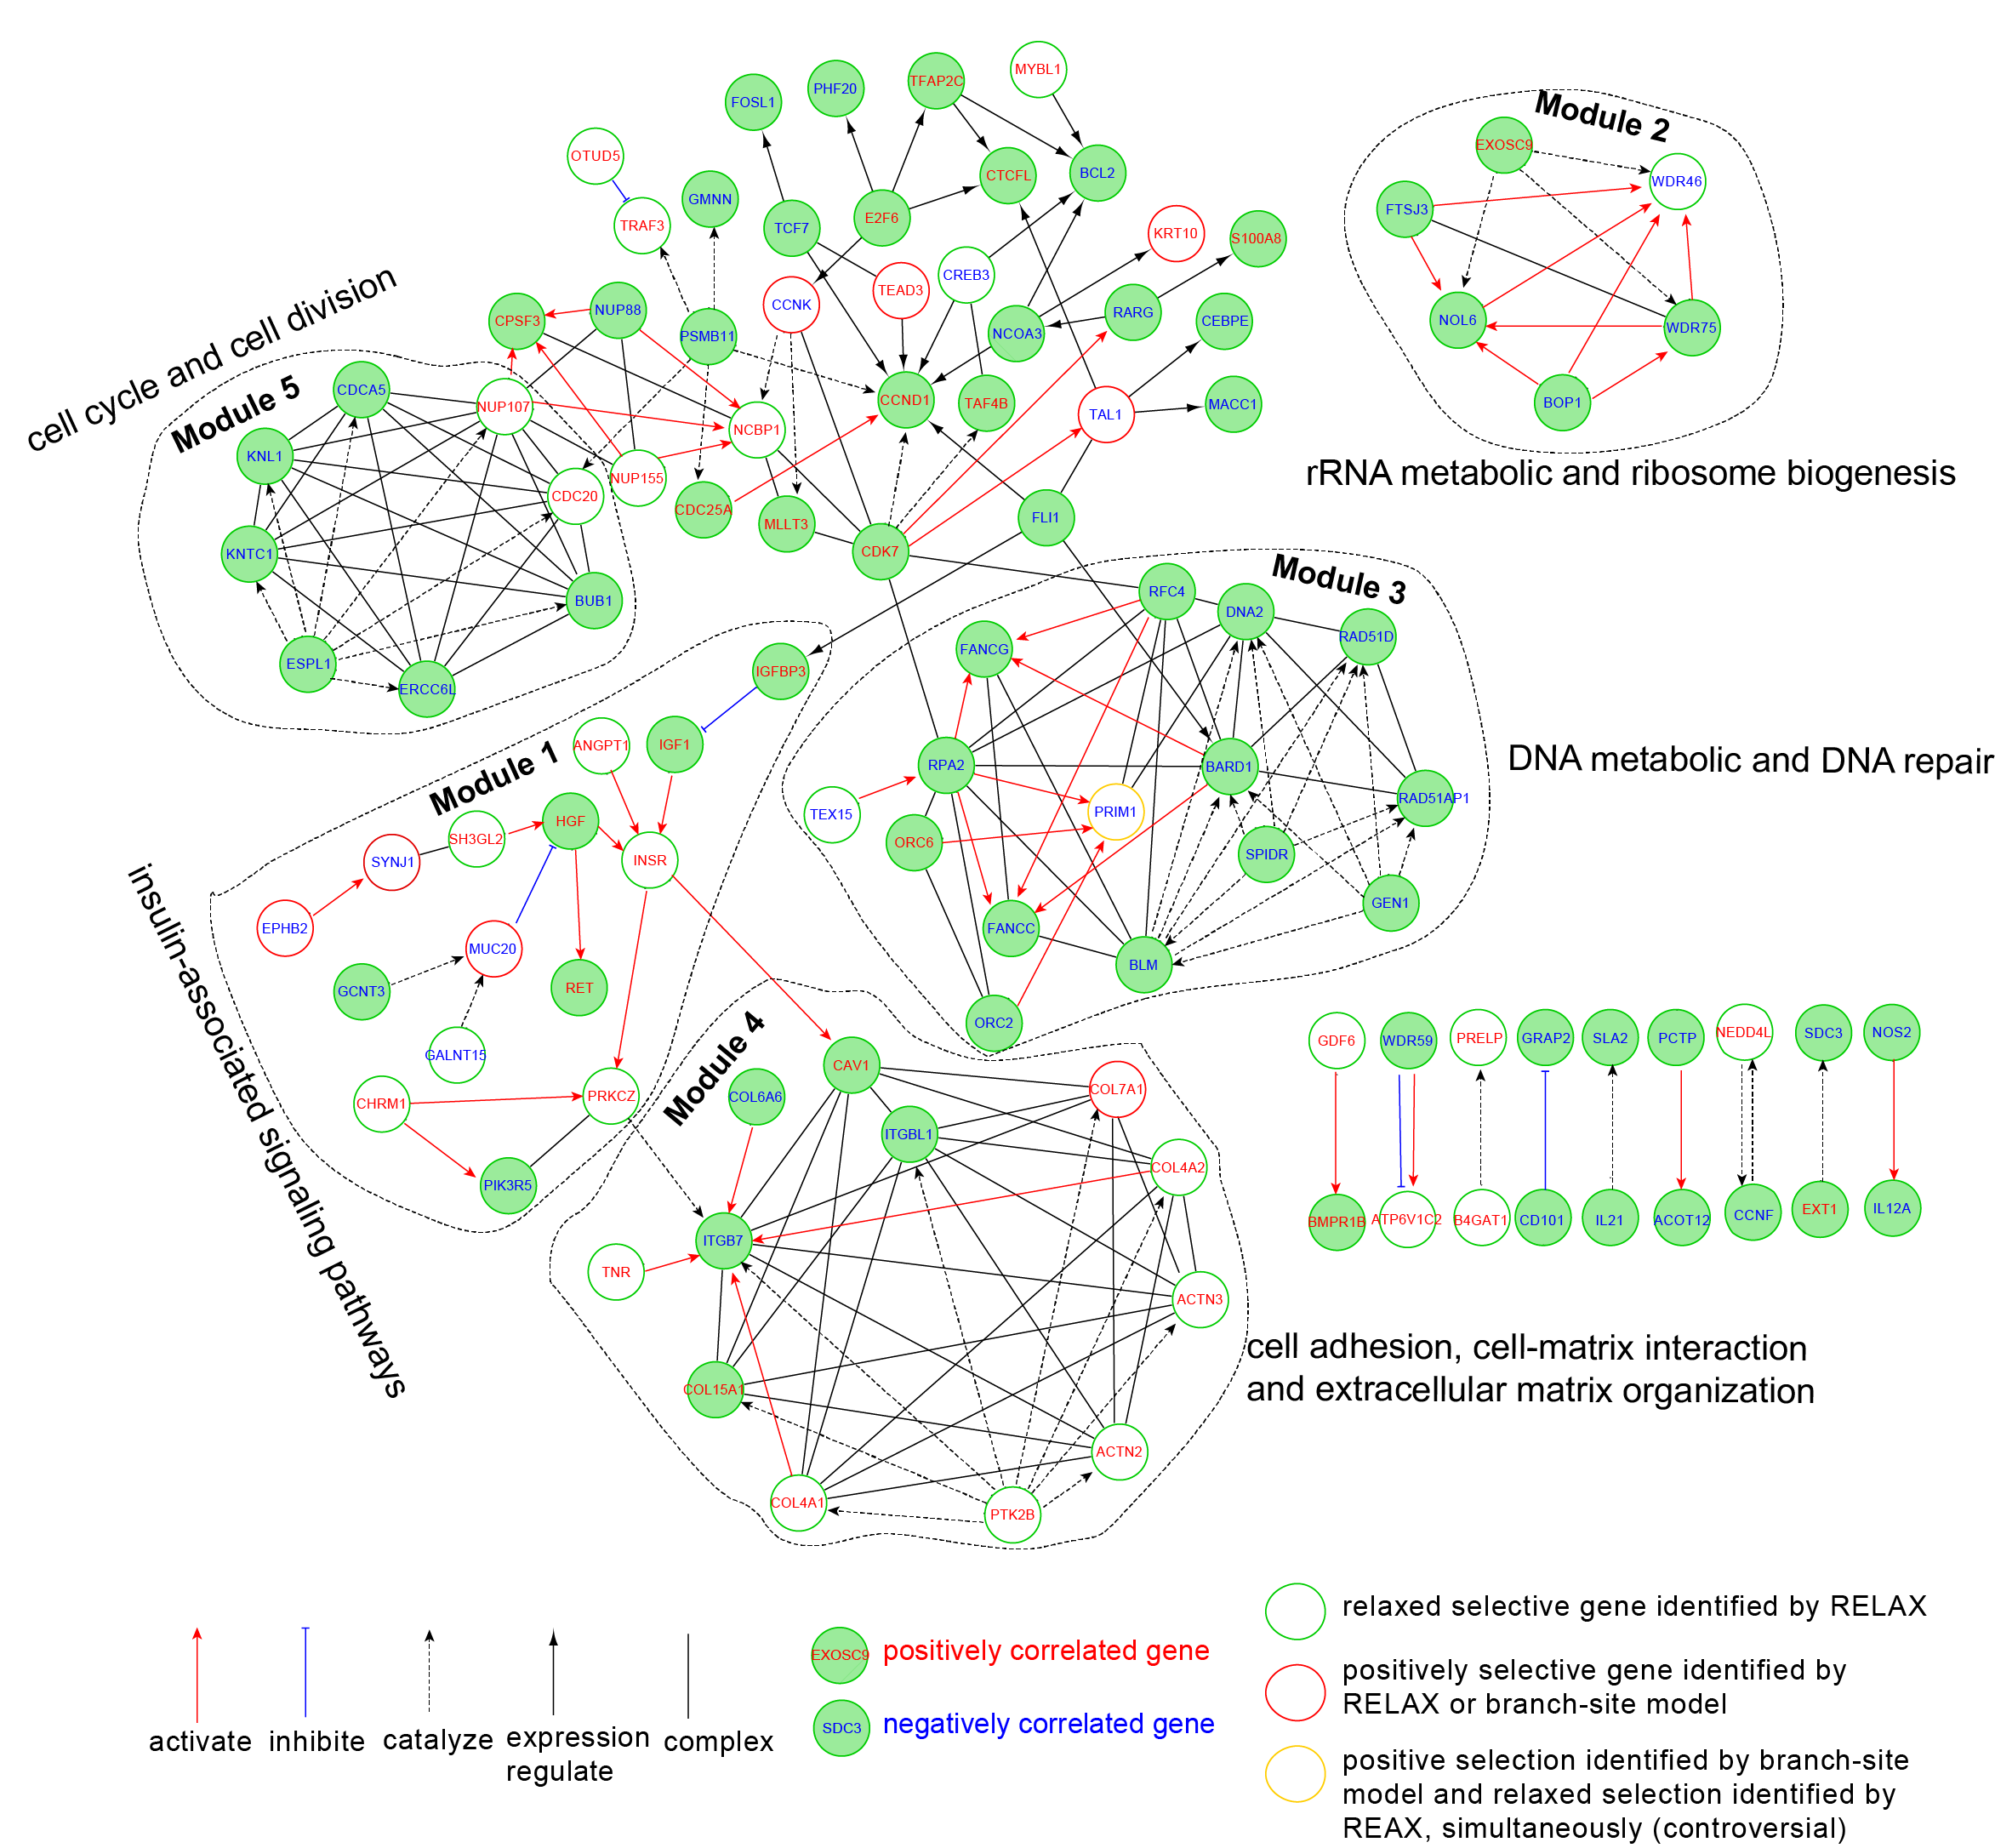 MYBL1
PHF20
TFAP2C
FOSL1
OTUD5
CTCFL
BCL2
GMNN
TRAF3
TCF7
E2F6
KRT10
S100A8
CREB3
CCNK
TEAD3
NUP88
CPSF3
PSMB11
NCOA3
RARG
CEBPE
CCND1
TAF4B
TAL1
MACC1
NCBP1
NUP155
CDC25A
MLLT3
CDK7
FLI1
Module 2
EXOSC9
WDR46
FTSJ3
NOL6
WDR75
BOP1
rRNA metabolic and ribosome biogenesis
cell cycle and cell division
Module 5
CDCA5
NUP107
KNL1
CDC20
KNTC1
BUB1
ESPL1
ERCC6L
Module 3
RFC4
DNA2
RAD51D
FANCG
RPA2
BARD1
RAD51AP1
TEX15
PRIM1
ORC6
SPIDR
GEN1
FANCC
BLM
ORC2
DNA metabolic and DNA repair
IGFBP3
Module 1
ANGPT1
IGF1
HGF
SH3GL2
INSR
SYNJ1
EPHB2
MUC20
GCNT3
RET
GALNT15
CHRM1
PRKCZ
PIK3R5
insulin-associated signaling pathways
Module 4
CAV1
COL6A6
COL7A1
ITGBL1
COL4A2
ITGB7
TNR
ACTN3
COL15A1
ACTN2
COL4A1
PTK2B
cell adhesion, cell-matrix interaction
and extracellular matrix organization
GDF6
WDR59
PRELP
GRAP2
SLA2
PCTP
NEDD4L
SDC3
NOS2
BMPR1B
ATP6V1C2
B4GAT1
CD101
IL21
ACOT12
CCNF
EXT1
IL12A
activate
inhibite
catalyze
expression
regulate
complex
EXOSC9
positively correlated gene
SDC3
negatively correlated gene
relaxed selective gene identified by RELAX
positively selective gene identified by
RELAX or branch-site model
positive selection identified by branch-site
model and relaxed selection identified by
REAX, simultaneously (controversial)